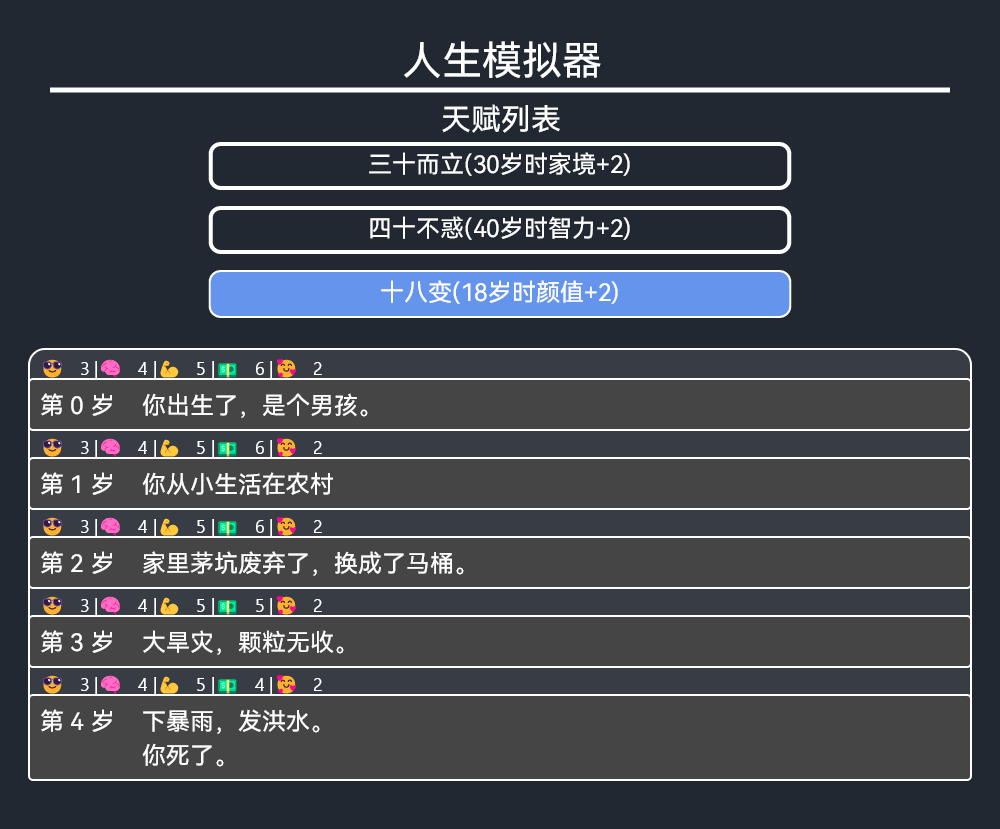 人生模拟器
天赋列表
三十而立(30岁时家境+2)
四十不惑(40岁时智力+2)
十八变(18岁时颜值+2)
😎 3|🧠 4|💪 5|💵 6|🥰 2
第 0 岁 你出生了，是个男孩。
😎 3|🧠 4|💪 5|💵 6|🥰 2
第 1 岁 你从小生活在农村
😎 3|🧠 4|💪 5|💵 6|🥰 2
第 2 岁 家里茅坑废弃了，换成了马桶。
😎 3|🧠 4|💪 5|💵 5|🥰 2
第 3 岁 大旱灾，颗粒无收。
😎 3|🧠 4|💪 5|💵 4|🥰 2
第 4 岁 下暴雨，发洪水。
你死了。